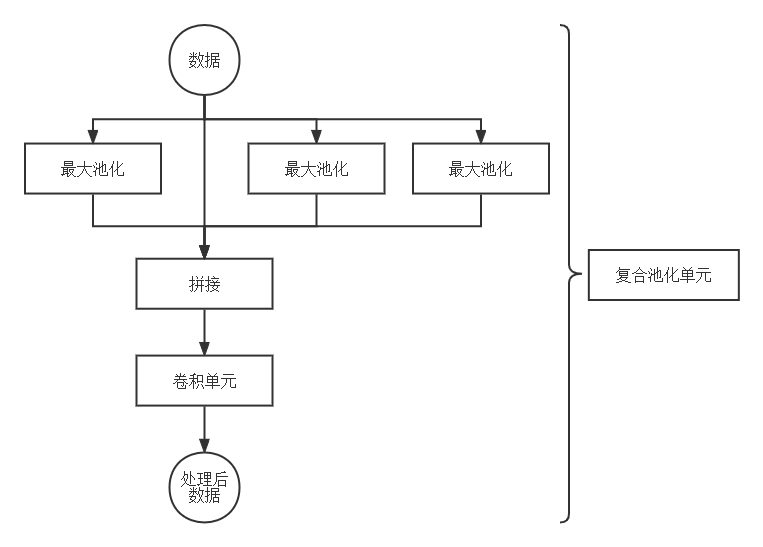 数据
最大池化
最大池化
最大池化
拼接
复合池化单元
卷积单元
处理后
数据